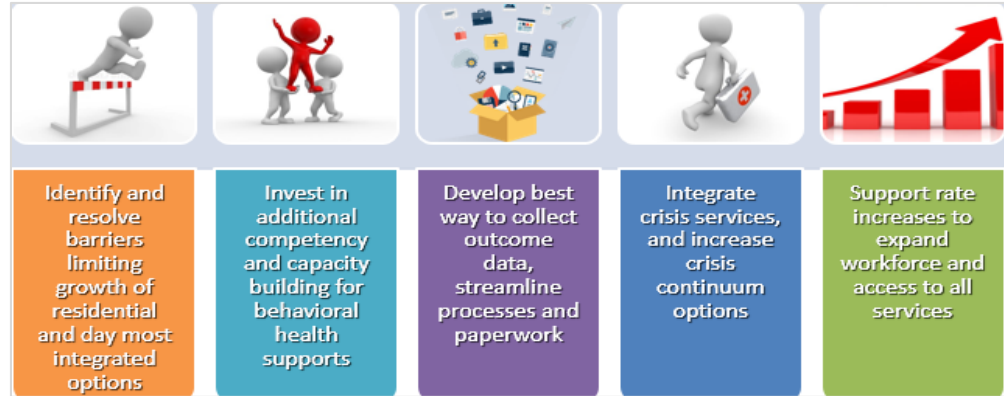 Identify and
resolve
barriers
limiting
growth of
residential
and day most
integrated
options
Invest in
additional
competency
and capacity
building for
behavioral
health
supports
Develop best
way to collect
outcome
data,
streamline
processes and
paperwork
Integrate
crisis services,
and increase
crisis
continuum
options
Support rate
increases to
expand
workforce and
access to all
services